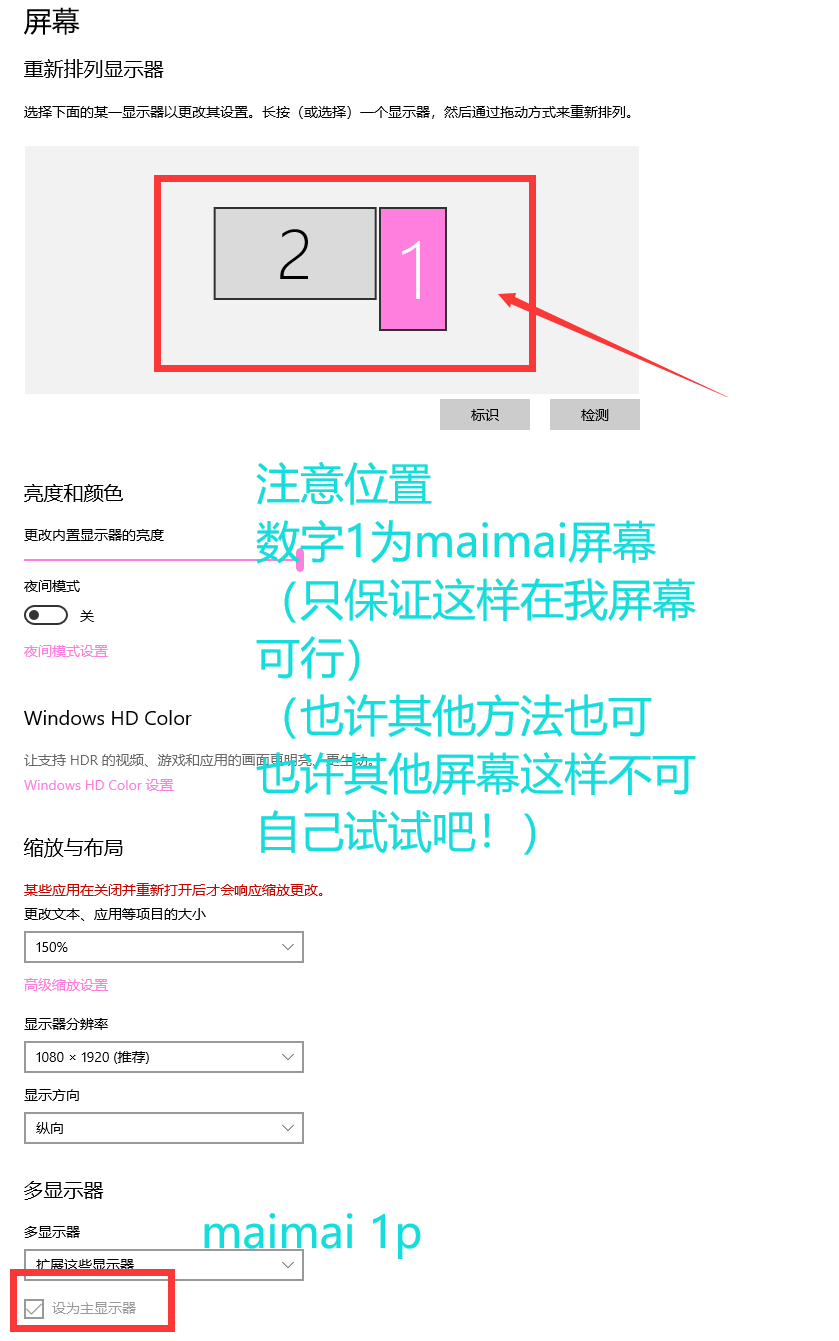 屏幕
重新排列显示器
选择下面的某一显示器以更改其设置。长按（或选择）一个显示器，然后通过拖动方式来重新排列。
2
1
标识
检测
注意位置
亮度和颜色
更改内置显示器的亮度
数字1为maimai屏幕
夜间模式
（只保证这样在我屏幕
关
夜间模式设置
可行）
Windows HD Color
（也许其他方法也可
让支持 HDR 的视频、游戏和应用的画面更明亮、更生动。
也许其他屏幕这样不可
Windows HD Color 设置
自己试试吧！）
缩放与布局
某些应用在关闭并重新打开后才会响应缩放更改。
更改文本、应用等项目的大小
150%
高级缩放设置
显示器分辨率
1080 × 1920 (推荐)
显示方向
纵向
多显示器
多显示器
maimai 1p
扩展这些显示器
设为主显示器